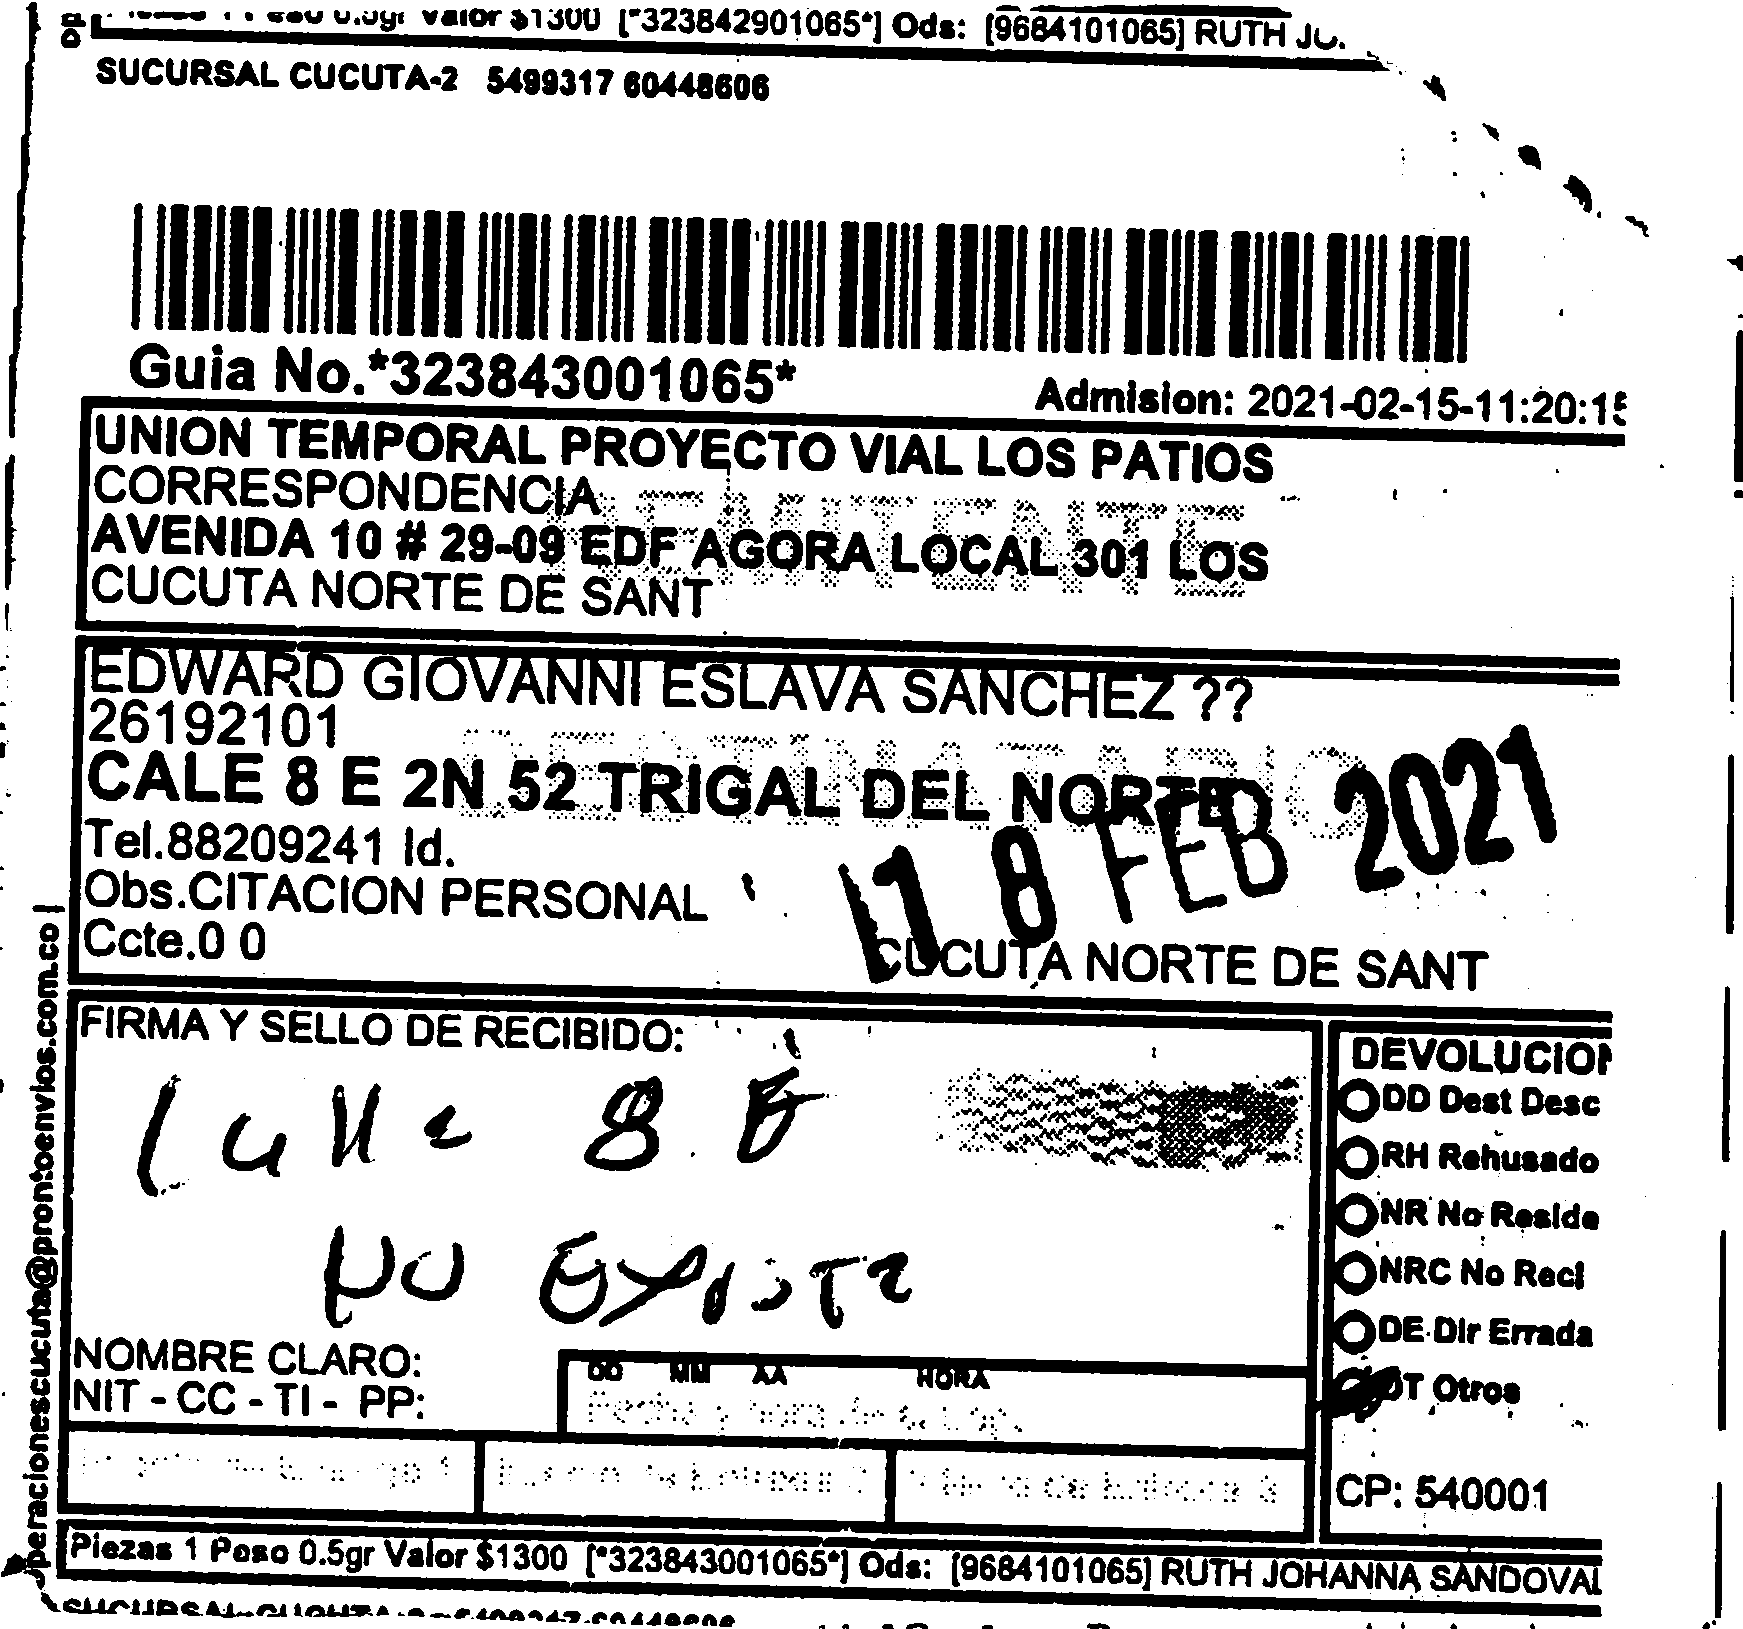 Valor $1300 [*323842901065*] Ods: [9684101065] RUTH
SUCURSAL CUCUTA-2 5499317 60448606
Guia No.*323843001065*
Admision: 2021-02-15-11:20:15
UNION TEMPORAL PROYECTO VIAL LOS PATIOS
CORRESPONDENCIA
REMITENTE
AVENIDA 10 # 29-09 EDF AGORA LOCAL 301 LOS
CUCUTA NORTE DE SANT
EDWARD GIOVANNI ESLAVA SANCHEZ ??
26192101
DESTINATARIO
CALE 8 E 2N 52 TRIGAL DEL NORTE
18 FEB 2021
Tel.88209241 Id.
Obs.CITACION PERSONAL
Ccte.0 0
CUCUTA NORTE DE SANT
FIRMA Y SELLO DE RECIBIDO:
Calle 8 E
No existe
NOMBRE CLARO:
NIT - CC - TI - PP:
DD MM AA HORA
DEVOLUCION
DD Dest Desc
RH Rehusado
NR No Reside
NRC No Reci
DE Dir Errada
OT Otros
CP: 540001
Piezas 1 Peso 0.5gr Valor $1300 [*323843001065*] Ods: [9684101065] RUTH JOHANNA SANDOVAL
operacionescucuta@prontoenvios.com.co |